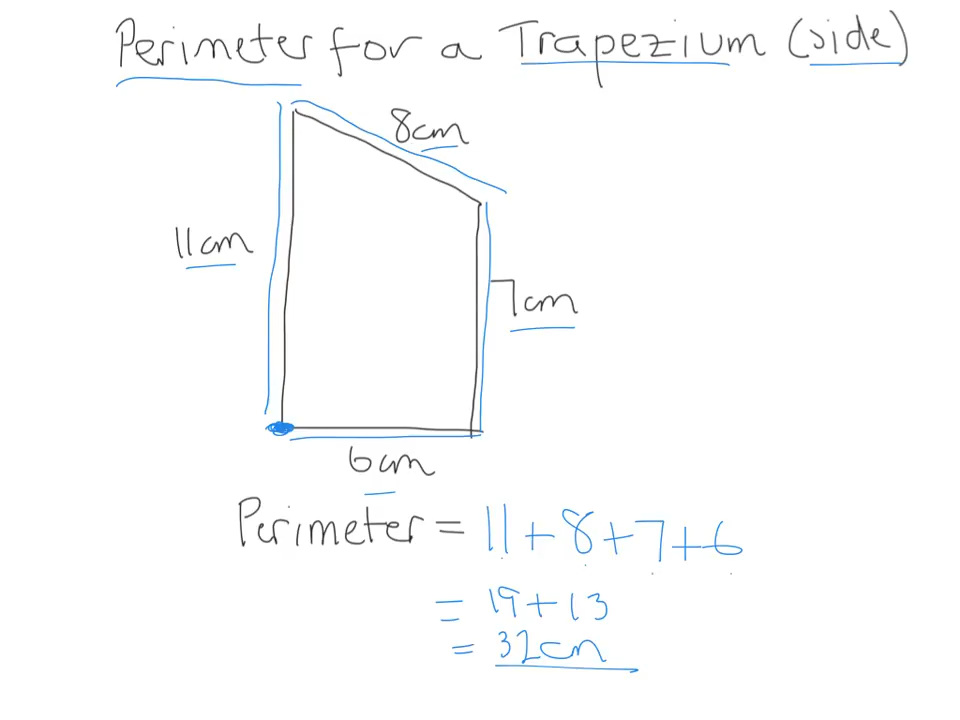 Perimeter for a Trapezium (side)
8cm
11cm
7cm
6cm
Perimeter = 11+8+7+6
= 19+13
= 32cm